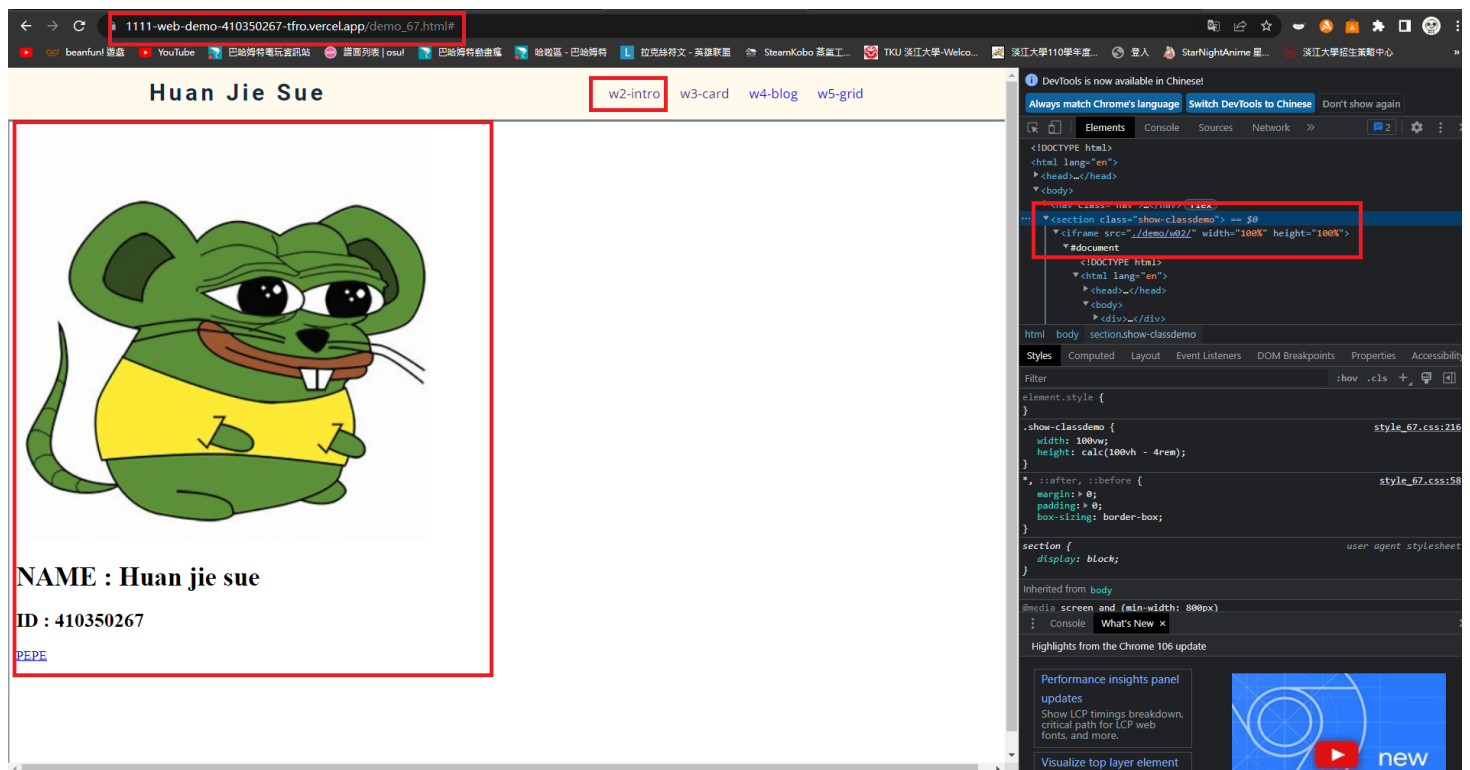 1111-web-demo-410350267-tfro.vercel.app/demo_67.html#
beanfun! 遊戲 YouTube 巴哈姆特電玩資訊站 譜面列表 | osu! 巴哈姆特動畫瘋 哈啦區 - 巴哈姆特 L 拉克絲符文 - 英雄聯盟 SteamKobo 蒸氣工... TKU 淡江大學-Welco... 淡江大學110學年度... 登入 StarNightAnime 星... 淡江大學招生策略中心 »
Huan Jie Sue
w2-intro w3-card w4-blog w5-grid
NAME : Huan jie sue
ID : 410350267
PEPE
DevTools is now available in Chinese!
Always match Chrome's language Switch DevTools to Chinese Don't show again
Elements Console Sources Network » 2
<!DOCTYPE html>
<html lang="en">
<head>…</head>
<body>
<nav class="nav">…</nav> flex
<section class="show-classdemo"> == $0
<iframe src="./demo/w02/" width="100%" height="100%">
#document
<!DOCTYPE html>
<html lang="en">
<head>…</head>
<body>
<div>…</div>
html body section.show-classdemo
Styles Computed Layout Event Listeners DOM Breakpoints Properties Accessibility
Filter :hov .cls +
element.style {
}
.show-classdemo { style_67.css:216
width: 100vw;
height: calc(100vh - 4rem);
}
*, ::after, ::before { style_67.css:58
margin: 0;
padding: 0;
box-sizing: border-box;
}
section { user agent stylesheet
display: block;
}
Inherited from body
@media screen and (min-width: 800px)
Console What's New ×
Highlights from the Chrome 106 update
Performance insights panel
updates
Show LCP timings breakdown,
critical path for LCP web
fonts, and more.
Visualize top layer element
new